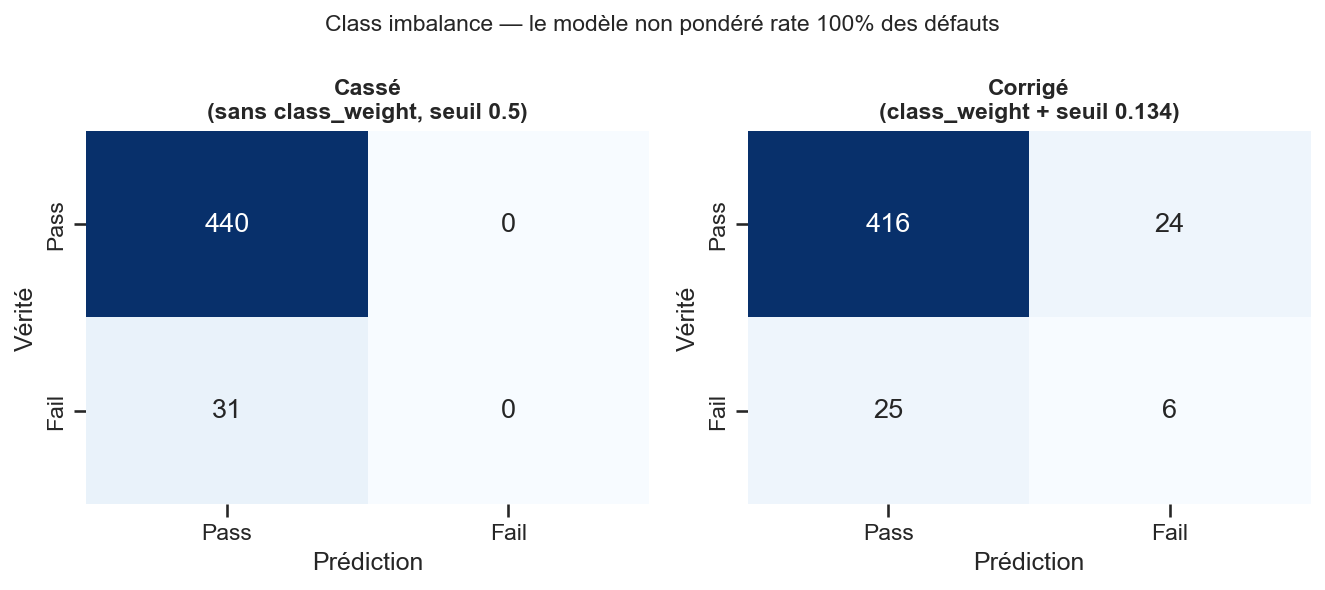 Class imbalance — le modèle non pondéré rate 100% des défauts
Cassé
(sans class_weight, seuil 0.5)
Vérité
Pass
440
0
Fail
31
0
Pass
Fail
Prédiction
Corrigé
(class_weight + seuil 0.134)
Vérité
Pass
416
24
Fail
25
6
Pass
Fail
Prédiction